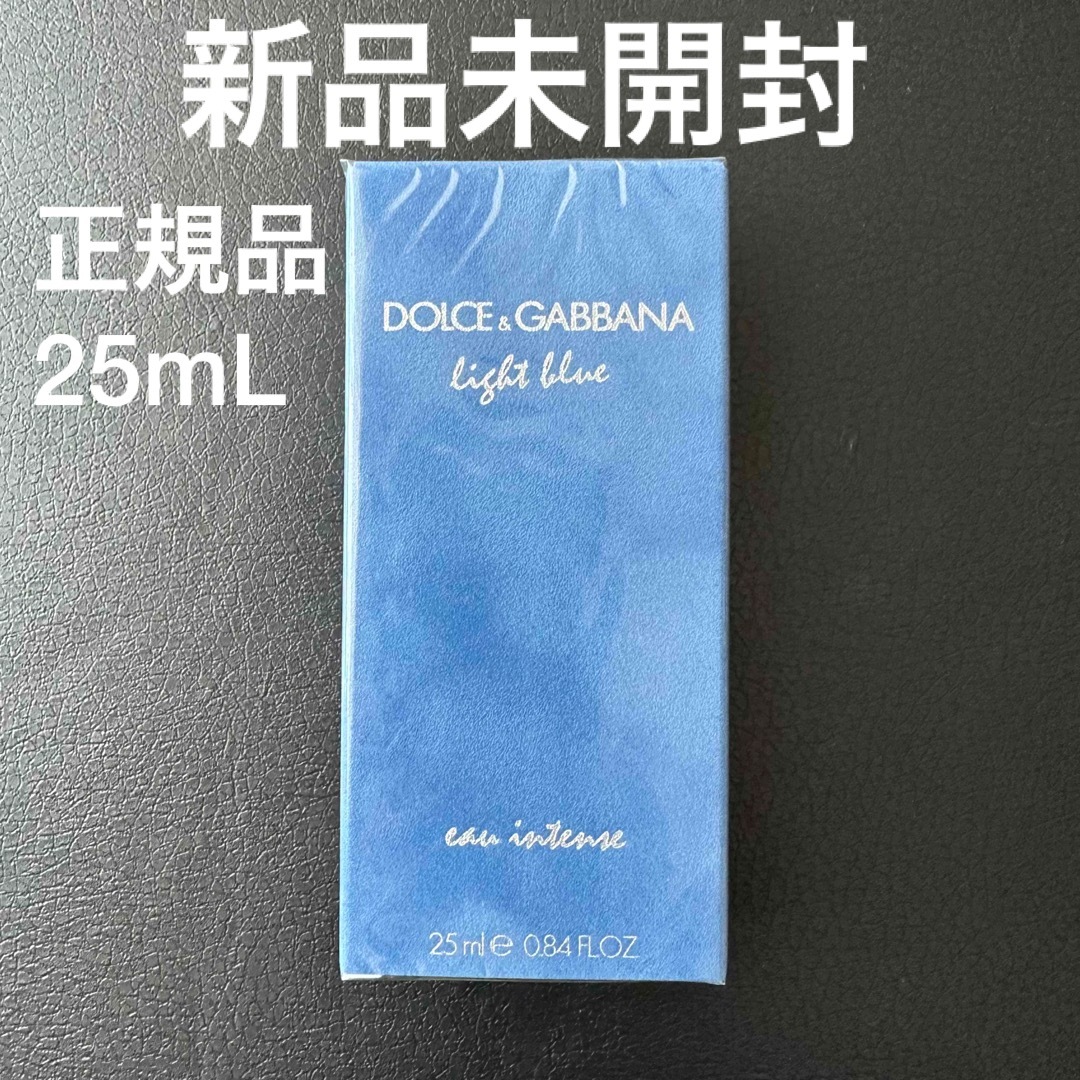 新品未開封
正規品
25mL
DOLCE & GABBANA
light blue
eau intense
25 ml e 0.84 FL OZ